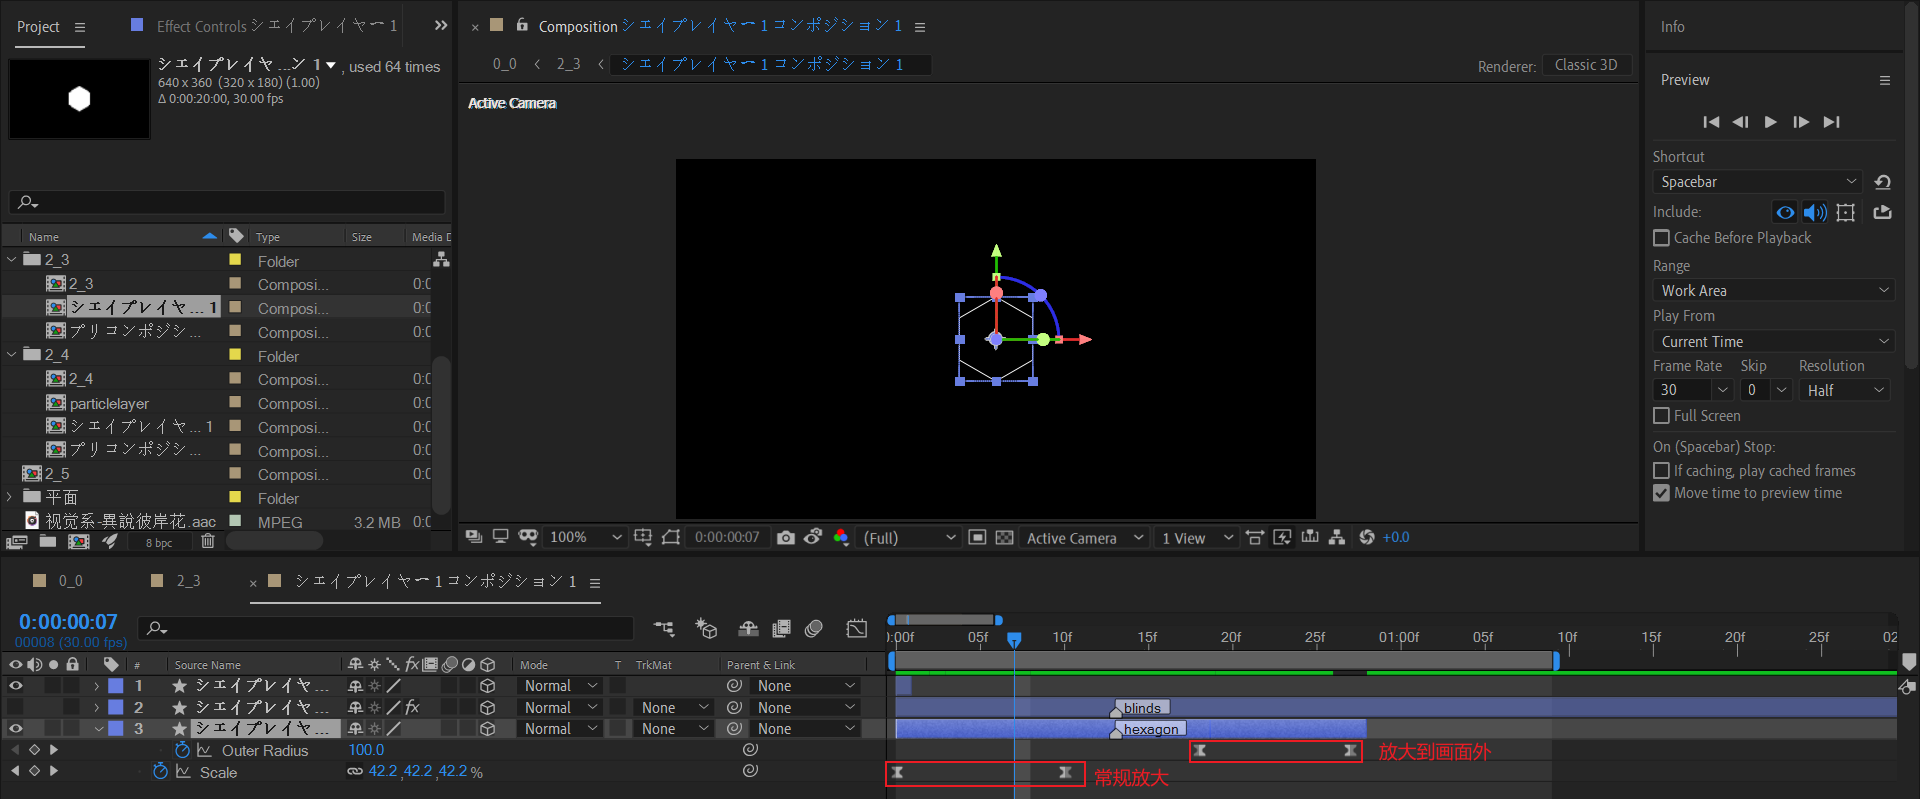 Project
Effect Controls シェイプレイヤー 1
シェイプレイヤ...ン 1 , used 64 times
640 x 360 (320 x 180) (1.00)
Δ 0:00:20:00, 30.00 fps
Name Type Size Media D
2_3 Folder
2_3 Composi... 0:0
シェイプレイヤ... 1 Composi... 0:0
プリコンポジシ... Composi... 0:0
2_4 Folder
2_4 Composi... 0:0
particlelayer Composi... 0:0
シェイプレイヤ... 1 Composi... 0:0
プリコンポジシ... Composi... 0:0
2_5 Composi... 0:0
平面 Folder
视觉系-異說彼岸花.aac MPEG 3.2 MB 0:0
8 bpc
× Composition シェイプレイヤー 1 コンポジション 1
0_0 ‹ 2_3 ‹ シェイプレイヤー 1 コンポジション 1
Renderer: Classic 3D
Active Camera
100% 0:00:00:07 (Full) Active Camera 1 View +0.0
Info
Preview
Shortcut
Spacebar
Include:
Cache Before Playback
Range
Work Area
Play From
Current Time
Frame Rate Skip Resolution
30 0 Half
Full Screen
On (Spacebar) Stop:
If caching, play cached frames
Move time to preview time
0_0 2_3 × シェイプレイヤー 1 コンポジション 1
0:00:00:07
00008 (30.00 fps)
):00f 05f 10f 15f 20f 25f 01:00f 05f 10f 15f 20f 25f 02
# Source Name fx Mode T TrkMat Parent & Link
1 シェイプレイヤ... Normal None
2 シェイプレイヤ... fx Normal None None
blinds
3 シェイプレイヤ... Normal None None
hexagon
Outer Radius 100.0
放大到画面外
Scale 42.2,42.2,42.2 %
常规放大